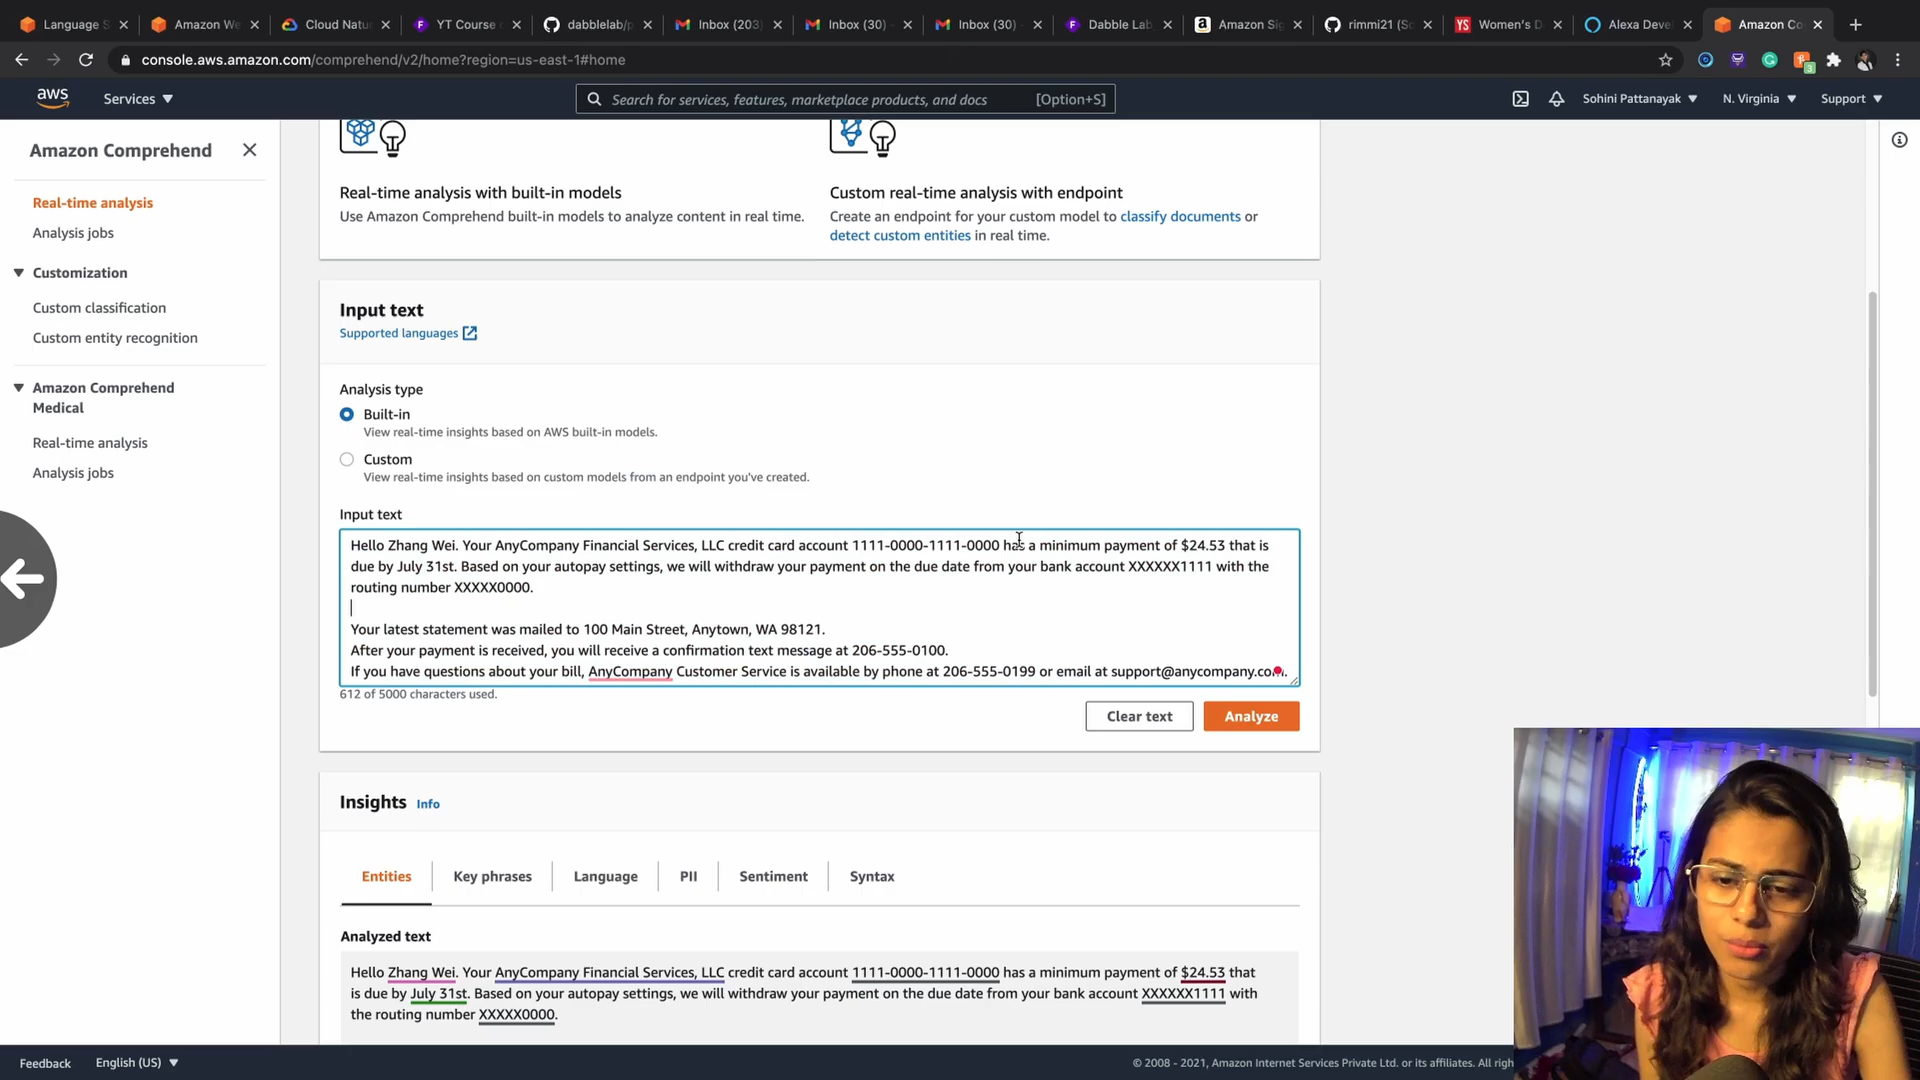 Language S
Amazon We
Cloud Natu
YT Course c
dabblelab/p
Inbox (203)
Inbox (30)
Inbox (30)
Dabble Lab
Amazon Sig
rimmi21 (Sc
YS Women's D
Alexa Deve
Amazon Co
console.aws.amazon.com/comprehend/v2/home?region=us-east-1#home
3
aws
Services
Search for services, features, marketplace products, and docs
[Option+S]
Sohini Pattanayak
N. Virginia
Support
Amazon Comprehend
Real-time analysis
Analysis jobs
Customization
Custom classification
Custom entity recognition
Amazon Comprehend
Medical
Real-time analysis
Analysis jobs
Real-time analysis with built-in models
Use Amazon Comprehend built-in models to analyze content in real time.
Custom real-time analysis with endpoint
Create an endpoint for your custom model to classify documents or
detect custom entities in real time.
Input text
Supported languages
Analysis type
Built-in
View real-time insights based on AWS built-in models.
Custom
View real-time insights based on custom models from an endpoint you've created.
Input text
Hello Zhang Wei. Your AnyCompany Financial Services, LLC credit card account 1111-0000-1111-0000 has a minimum payment of $24.53 that is
due by July 31st. Based on your autopay settings, we will withdraw your payment on the due date from your bank account XXXXXX1111 with the
routing number XXXXX0000.
Your latest statement was mailed to 100 Main Street, Anytown, WA 98121.
After your payment is received, you will receive a confirmation text message at 206-555-0100.
If you have questions about your bill, AnyCompany Customer Service is available by phone at 206-555-0199 or email at support@anycompany.com.
612 of 5000 characters used.
Clear text
Analyze
Insights Info
Entities
Key phrases
Language
PII
Sentiment
Syntax
Analyzed text
Hello Zhang Wei. Your AnyCompany Financial Services, LLC credit card account 1111-0000-1111-0000 has a minimum payment of $24.53 that
is due by July 31st. Based on your autopay settings, we will withdraw your payment on the due date from your bank account XXXXXX1111 with
the routing number XXXXX0000.
Feedback
English (US)
© 2008 - 2021, Amazon Internet Services Private Ltd. or its affiliates. All righ